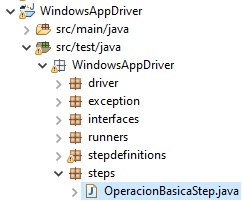 WindowsAppDriver
src/main/java
src/test/java
WindowsAppDriver
driver
exception
interfaces
runners
stepdefinitions
steps
OperacionBasicaStep.java